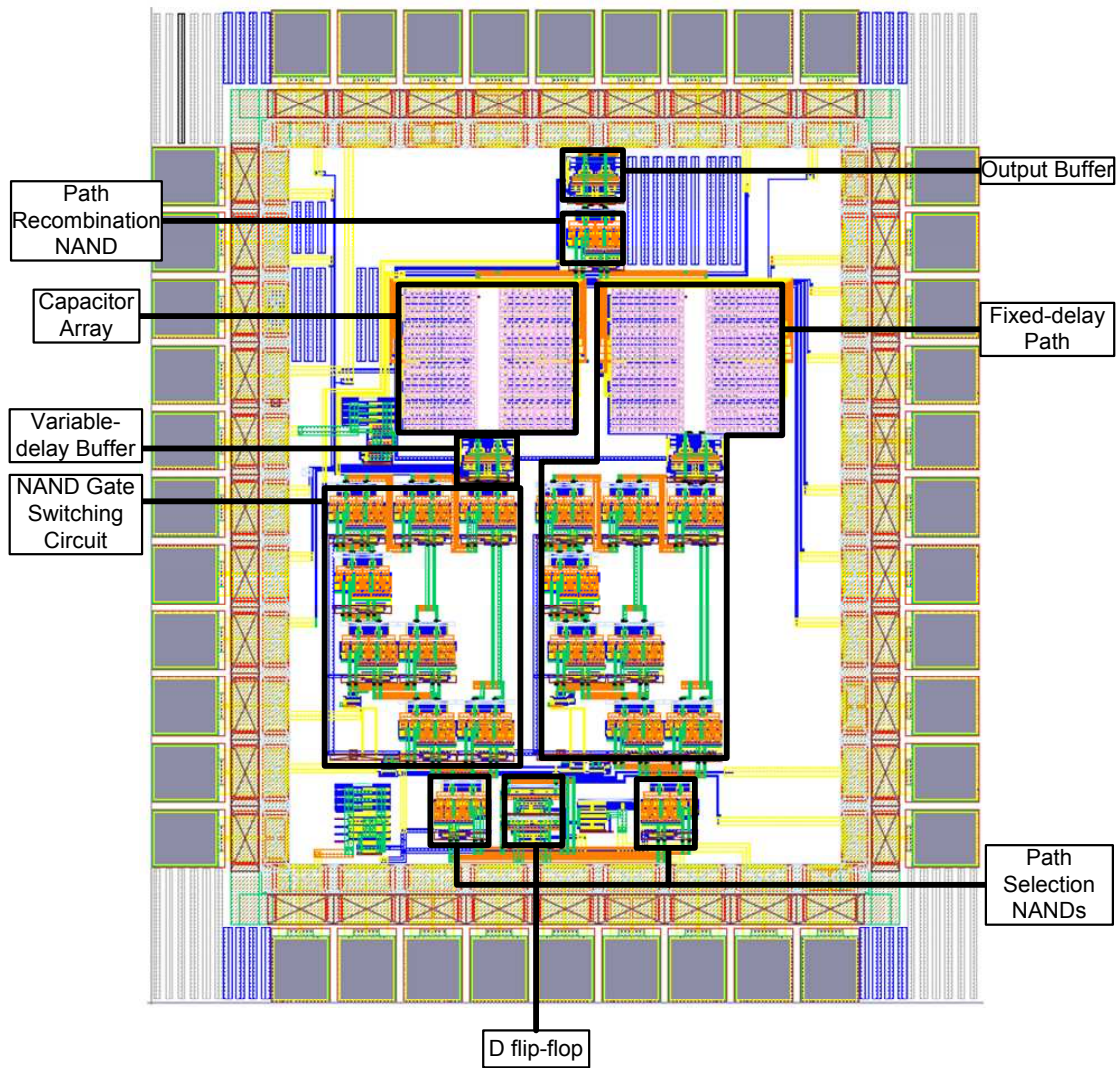 Output Buffer
Path
Recombination
NAND
Capacitor
Array
Fixed-delay
Path
Variable-
delay Buffer
NAND Gate
Switching
Circuit
Path
Selection
NANDs
D flip-flop